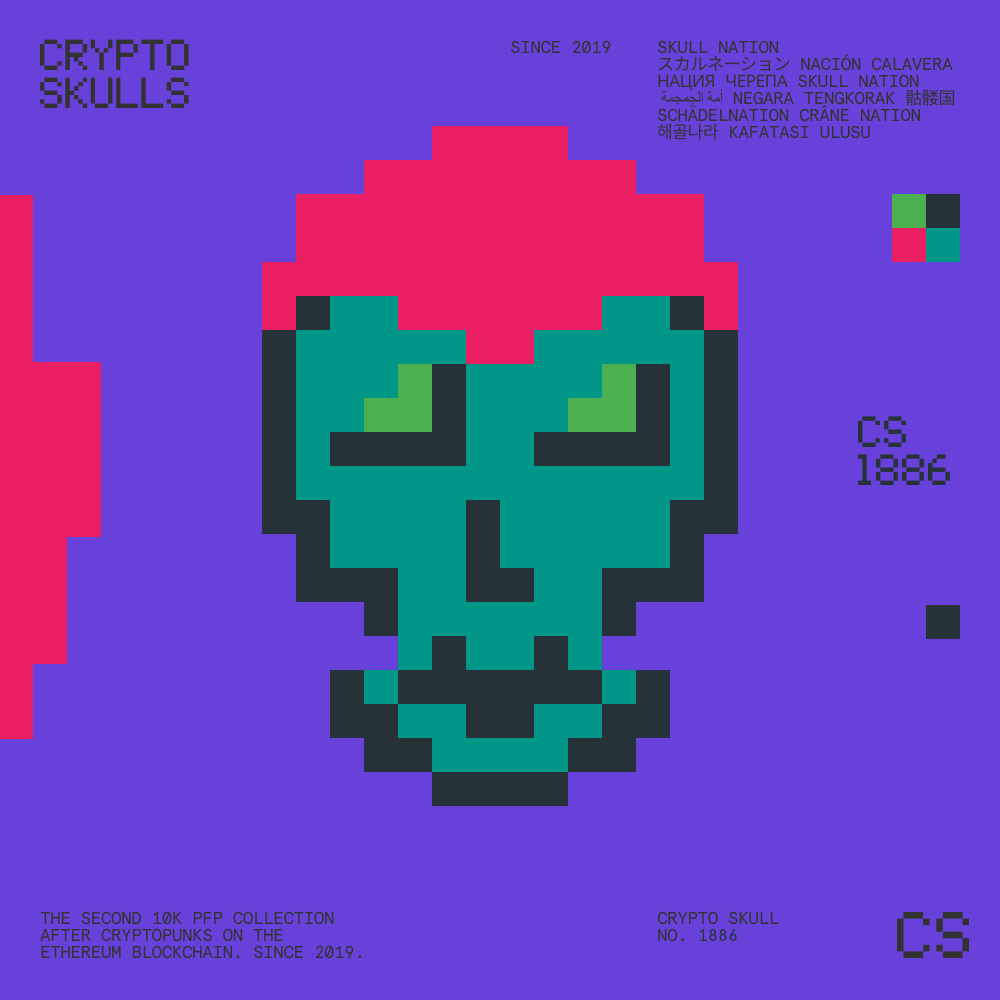 CRYPTO
SKULLS
SINCE 2019
SKULL NATION
スカルネーション NACIÓN CALAVERA
НАЦИЯ ЧЕРЕПА SKULL NATION
أمة الجمجمة NEGARA TENGKORAK 骷髅国
SCHÄDELNATION CRÂNE NATION
해골나라 KAFATASI ULUSU
CS
1886
THE SECOND 10K PFP COLLECTION
AFTER CRYPTOPUNKS ON THE
ETHEREUM BLOCKCHAIN. SINCE 2019.
CRYPTO SKULL
NO. 1886
CS